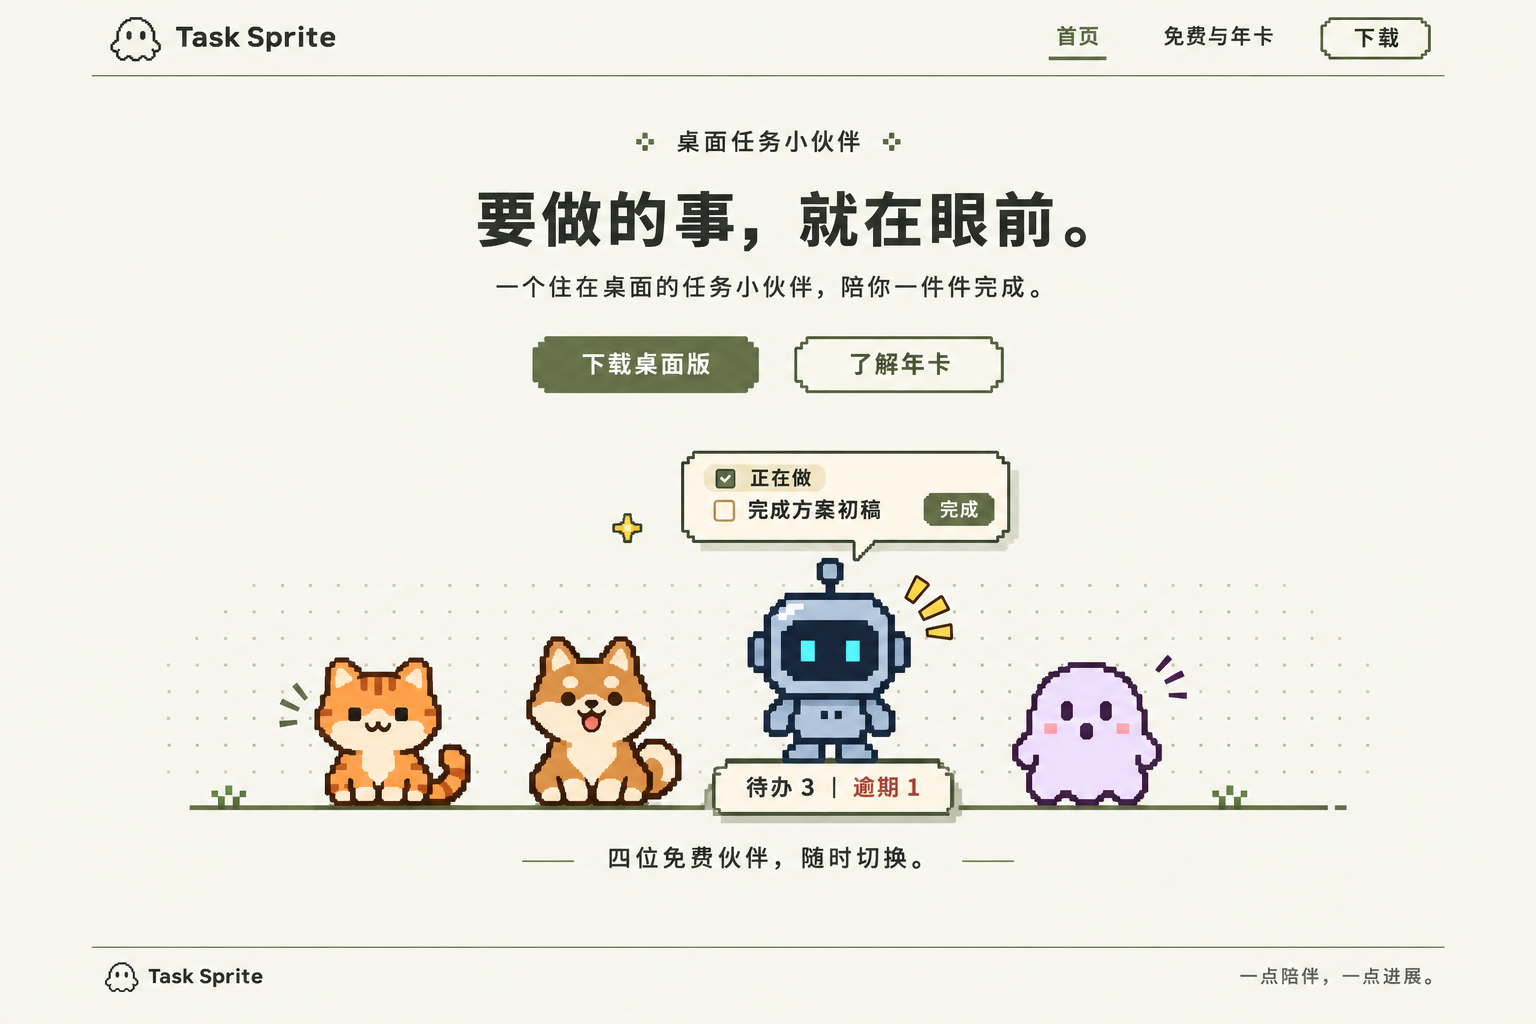 Task Sprite
首页
免费与年卡
下载
桌面任务小伙伴
要做的事，就在眼前。
一个住在桌面的任务小伙伴，陪你一件件完成。
下载桌面版
了解年卡
正在做
完成方案初稿
完成
待办 3 | 逾期 1
四位免费伙伴，随时切换。
Task Sprite
一点陪伴，一点进展。